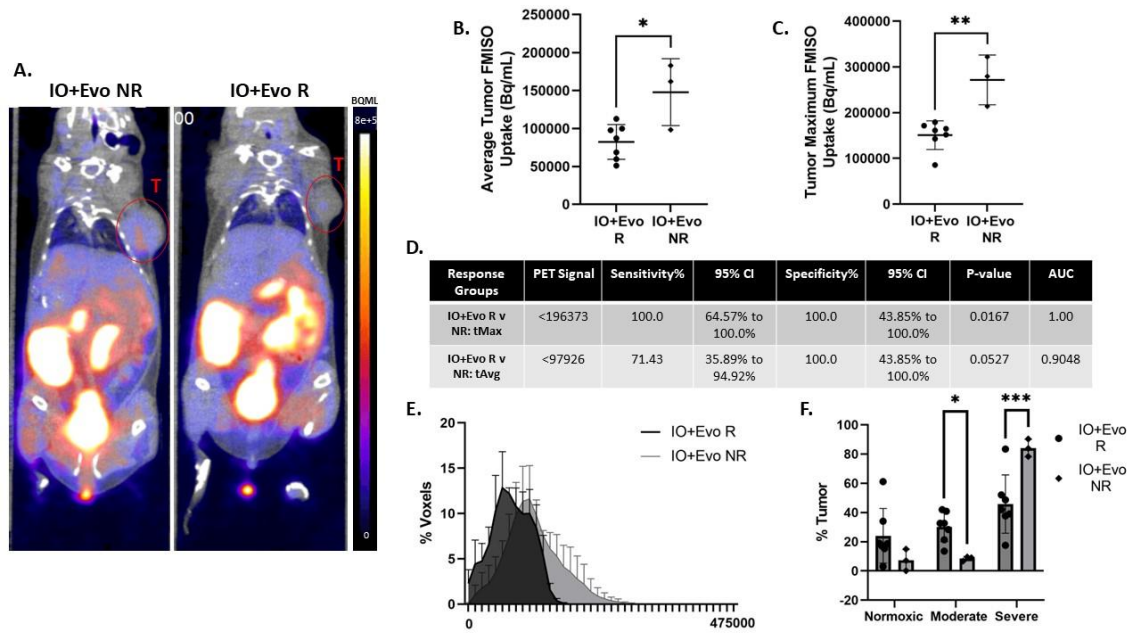 A.
IO+Evo NR
IO+Evo R
BQML
8e+5
00
T
T
0
B.
Average Tumor FMISO
Uptake (Bq/mL)
250000
200000
150000
100000
50000
0
*
IO+Evo
R
IO+Evo
NR
C.
Tumor Maximum FMISO
Uptake (Bq/mL)
400000
300000
200000
100000
0
**
IO+Evo
R
IO+Evo
NR
D.
Response
Groups
PET Signal
Sensitivity%
95% CI
Specificity%
95% CI
P-value
AUC
IO+Evo R v
NR: tMax
<196373
100.0
64.57% to
100.0%
100.0
43.85% to
100.0%
0.0167
1.00
IO+Evo R v
NR: tAvg
<97926
71.43
35.89% to
94.92%
100.0
43.85% to
100.0%
0.0527
0.9048
E.
% Voxels
20
15
10
5
0
0
475000
IO+Evo R
IO+Evo NR
F.
% Tumor
100
80
60
40
20
0
-20
*
***
Normoxic
Moderate
Severe
IO+Evo
R
IO+Evo
NR